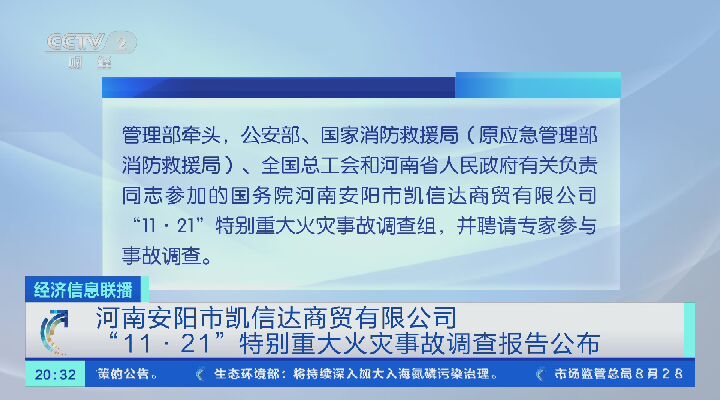 CCTV 2
财经
管理部牵头，公安部、国家消防救援局（原应急管理部
消防救援局）、全国总工会和河南省人民政府有关负责
同志参加的国务院河南安阳市凯信达商贸有限公司
“11·21”特别重大火灾事故调查组，并聘请专家参与
事故调查。
经济信息联播
河南安阳市凯信达商贸有限公司
“11·21”特别重大火灾事故调查报告公布
20:32 策的公告。 生态环境部：将持续深入加大入海氮磷污染治理。 市场监管总局8月28